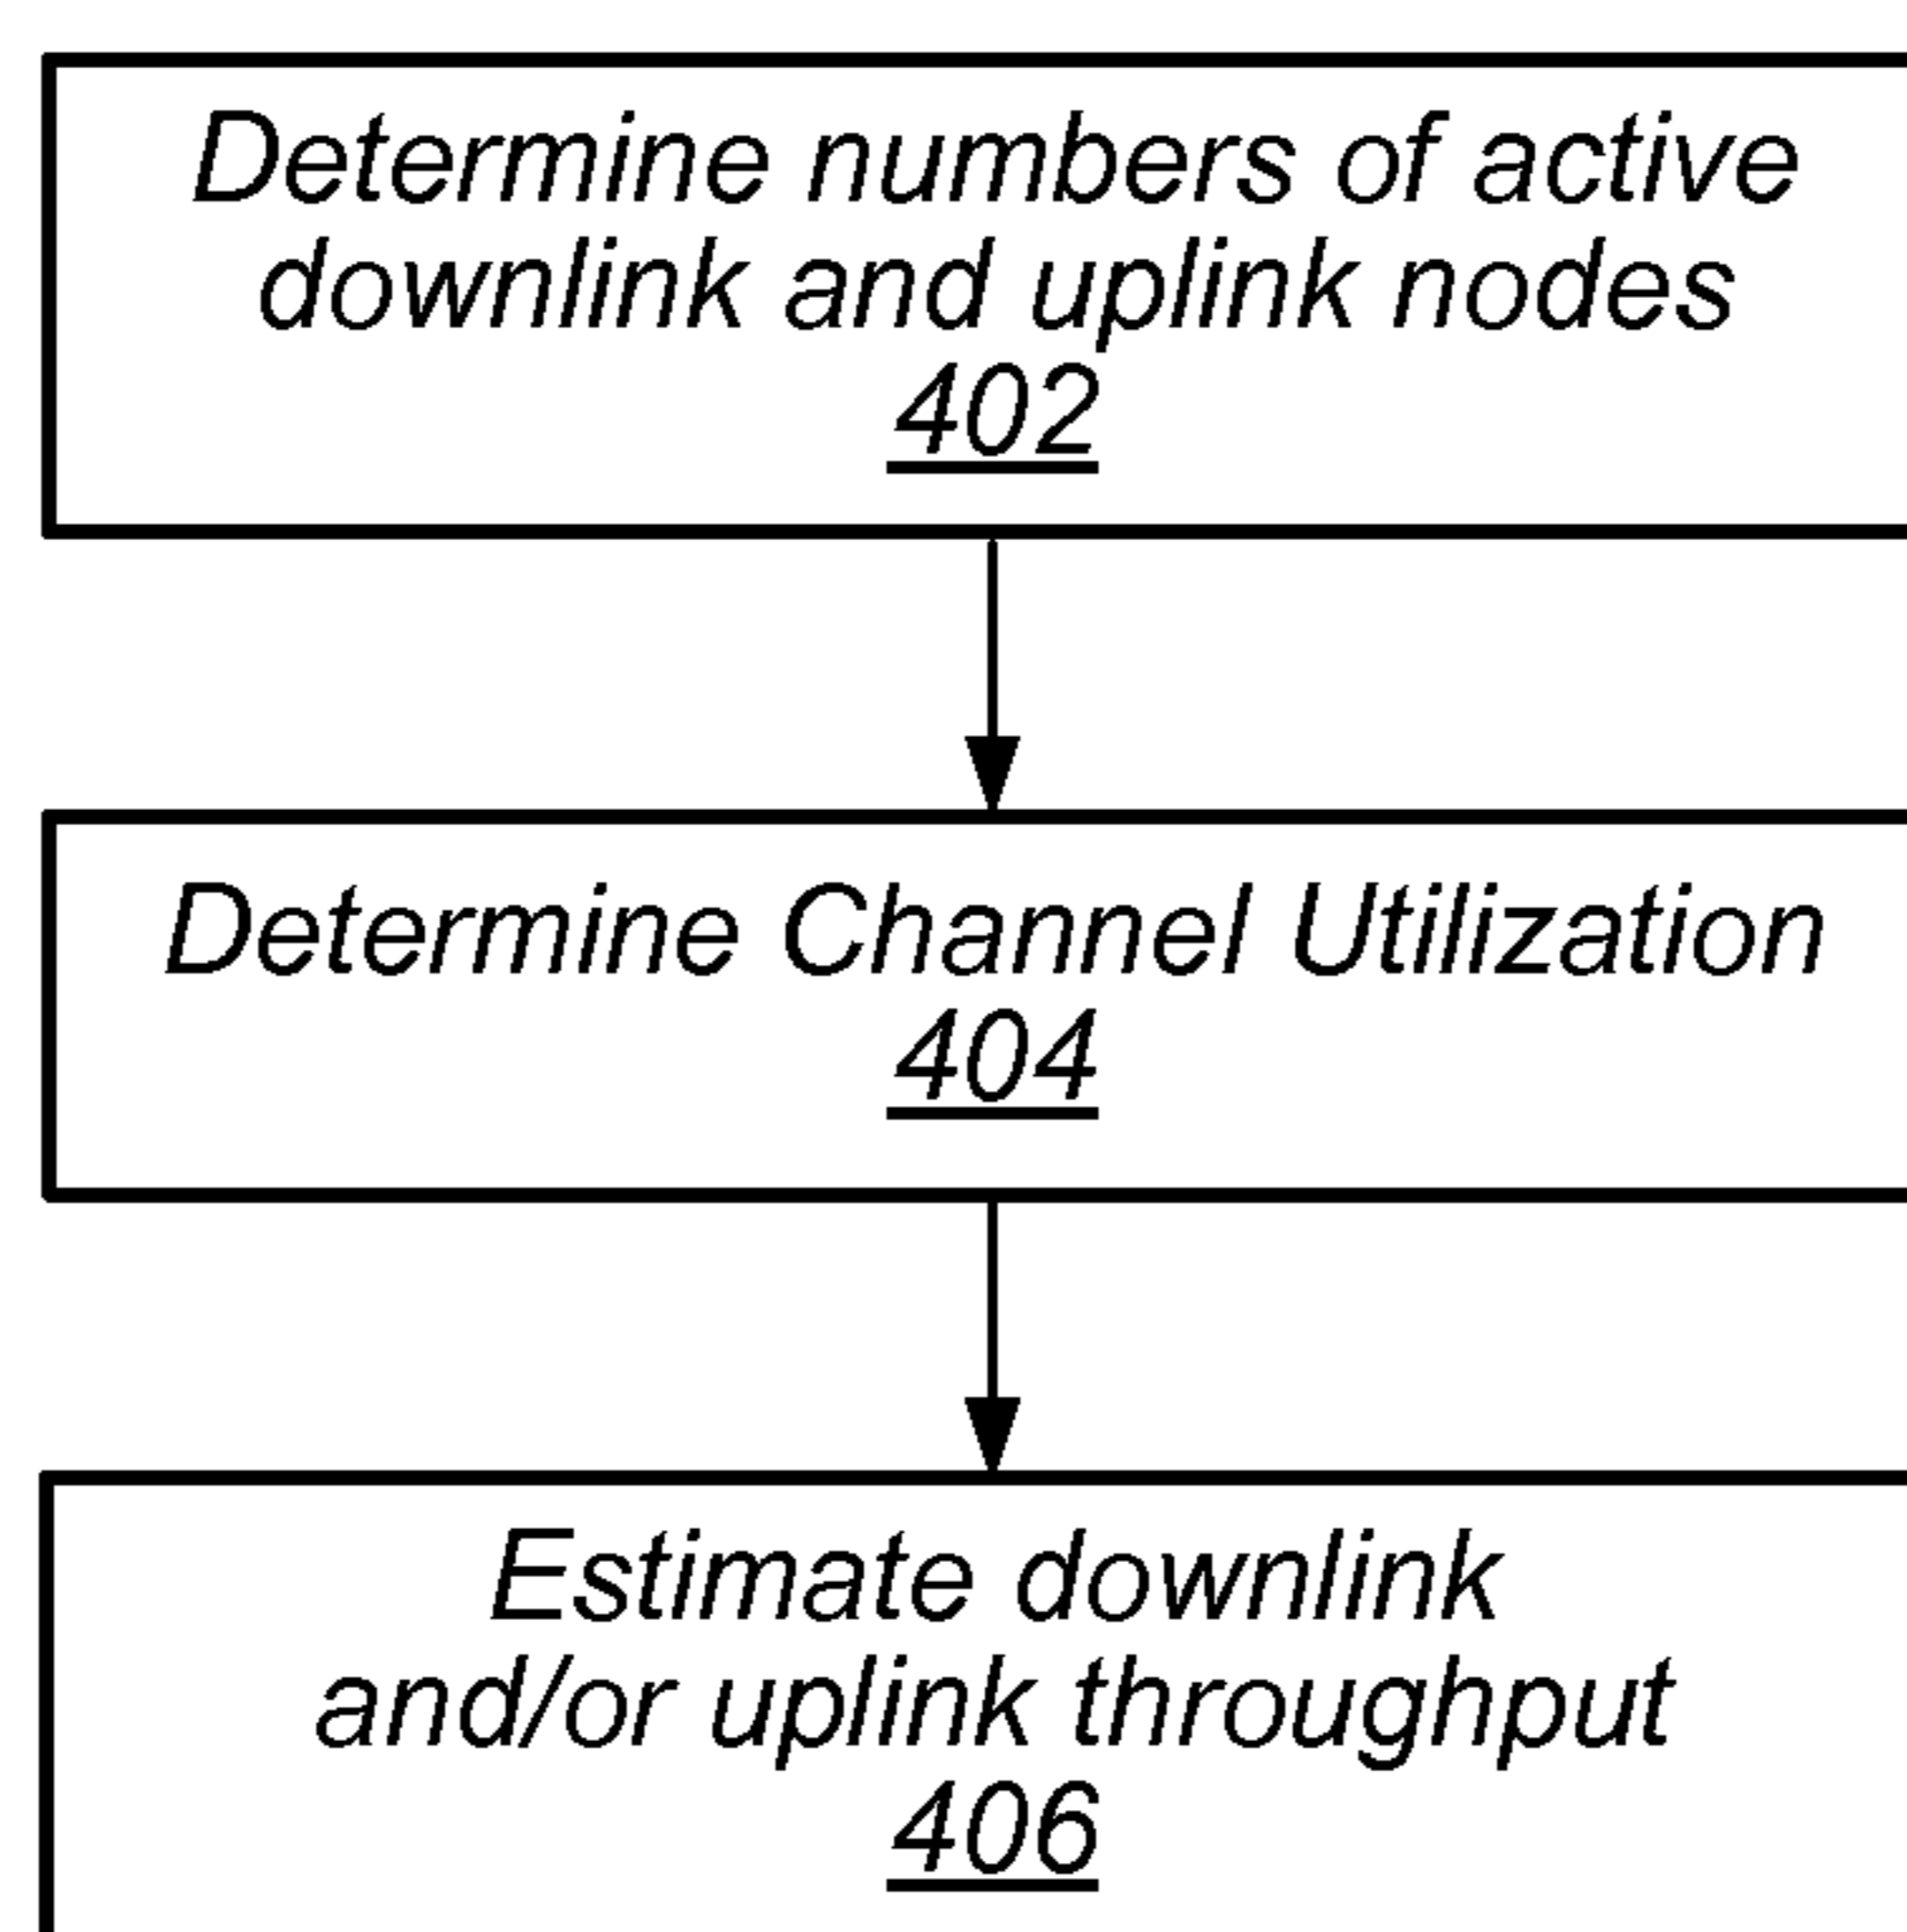 Determine numbers of active
downlink and uplink nodes
402
Determine Channel Utilization
404
Estimate downlink
and/or uplink throughput
406